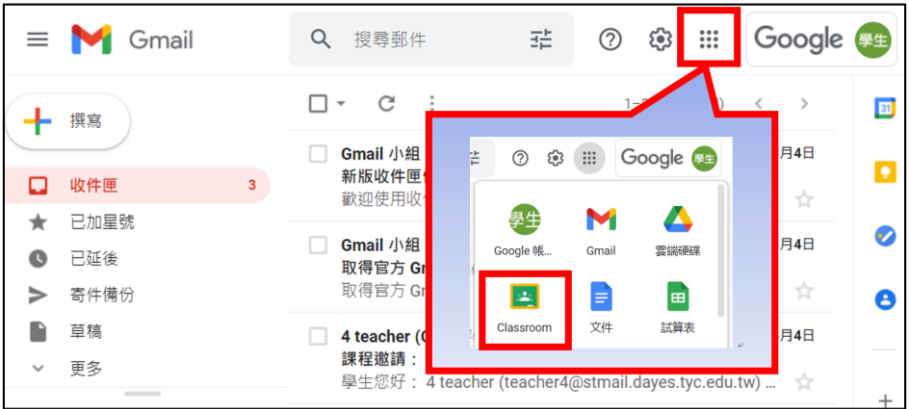 Gmail
搜尋郵件
Google 學生
撰寫
收件匣 3
已加星號
已延後
寄件備份
草稿
更多
Gmail 小組
新版收件匣
歡迎使用收
月4日
Gmail 小組
取得官方 G
取得官方 G
月4日
4 teacher (
課程邀請：
學生您好： 4 teacher (teacher4@stmail.dayes.tyc.edu.tw) ...
月4日
31
Google 學生
學生
Google 帳...
Gmail
雲端硬碟
Classroom
文件
試算表